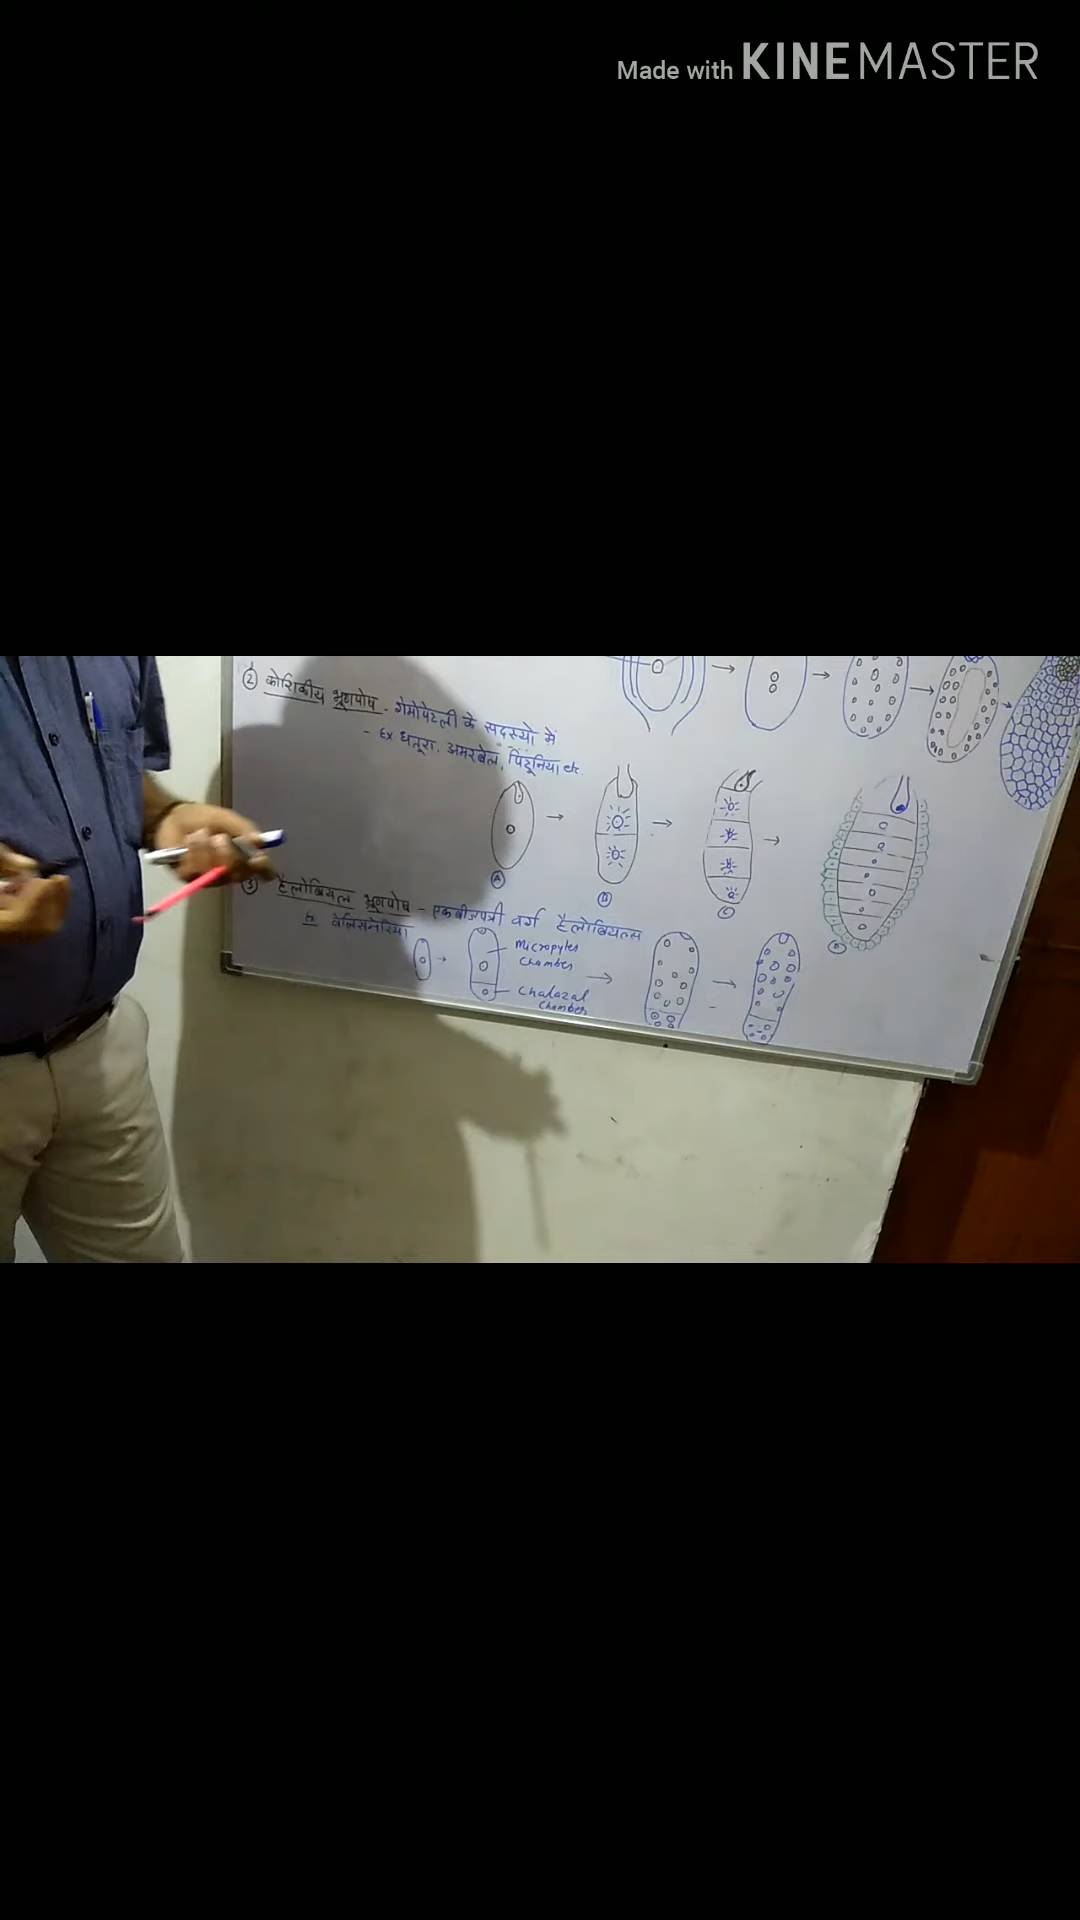 Made with KINEMASTER
② कोशिकीय भ्रूणपोष - गेमोपेटली के सदस्यो में
- Ex धतूरा, अमरबेल, पिटूनिया etc.
A
B
C
D
③ हैलोबियल भ्रूणपोष - एकबीजपत्री वर्ग हैलोबियल्स
Ex वेलिसनेरिया
Micropyler
Chamber
Chalazal
Chamber